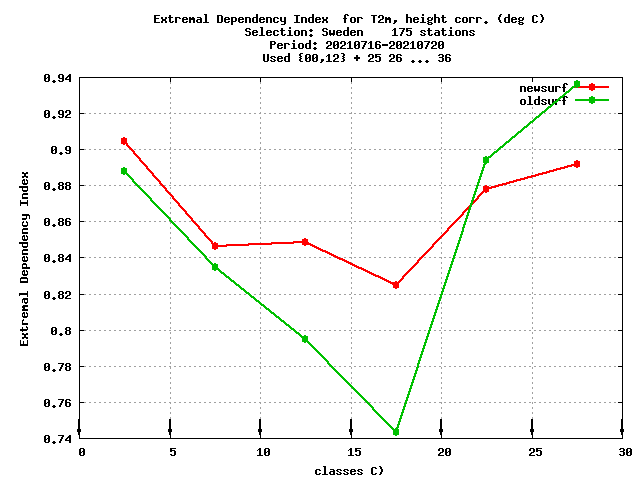 Extremal Dependency Index  for T2m, height corr. (deg C)
Selection: Sweden    175 stations
Period: 20210716-20210720
Used {00,12} + 25 26 ... 36
newsurf
oldsurf
0.94
0.92
0.9
0.88
0.86
0.84
0.82
0.8
0.78
0.76
0.74
Extremal Dependency Index
0 5 10 15 20 25 30
classes C)